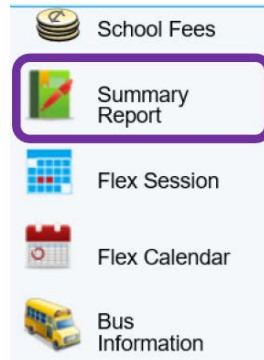 School Fees
Summary
Report
Flex Session
Flex Calendar
Bus
Information